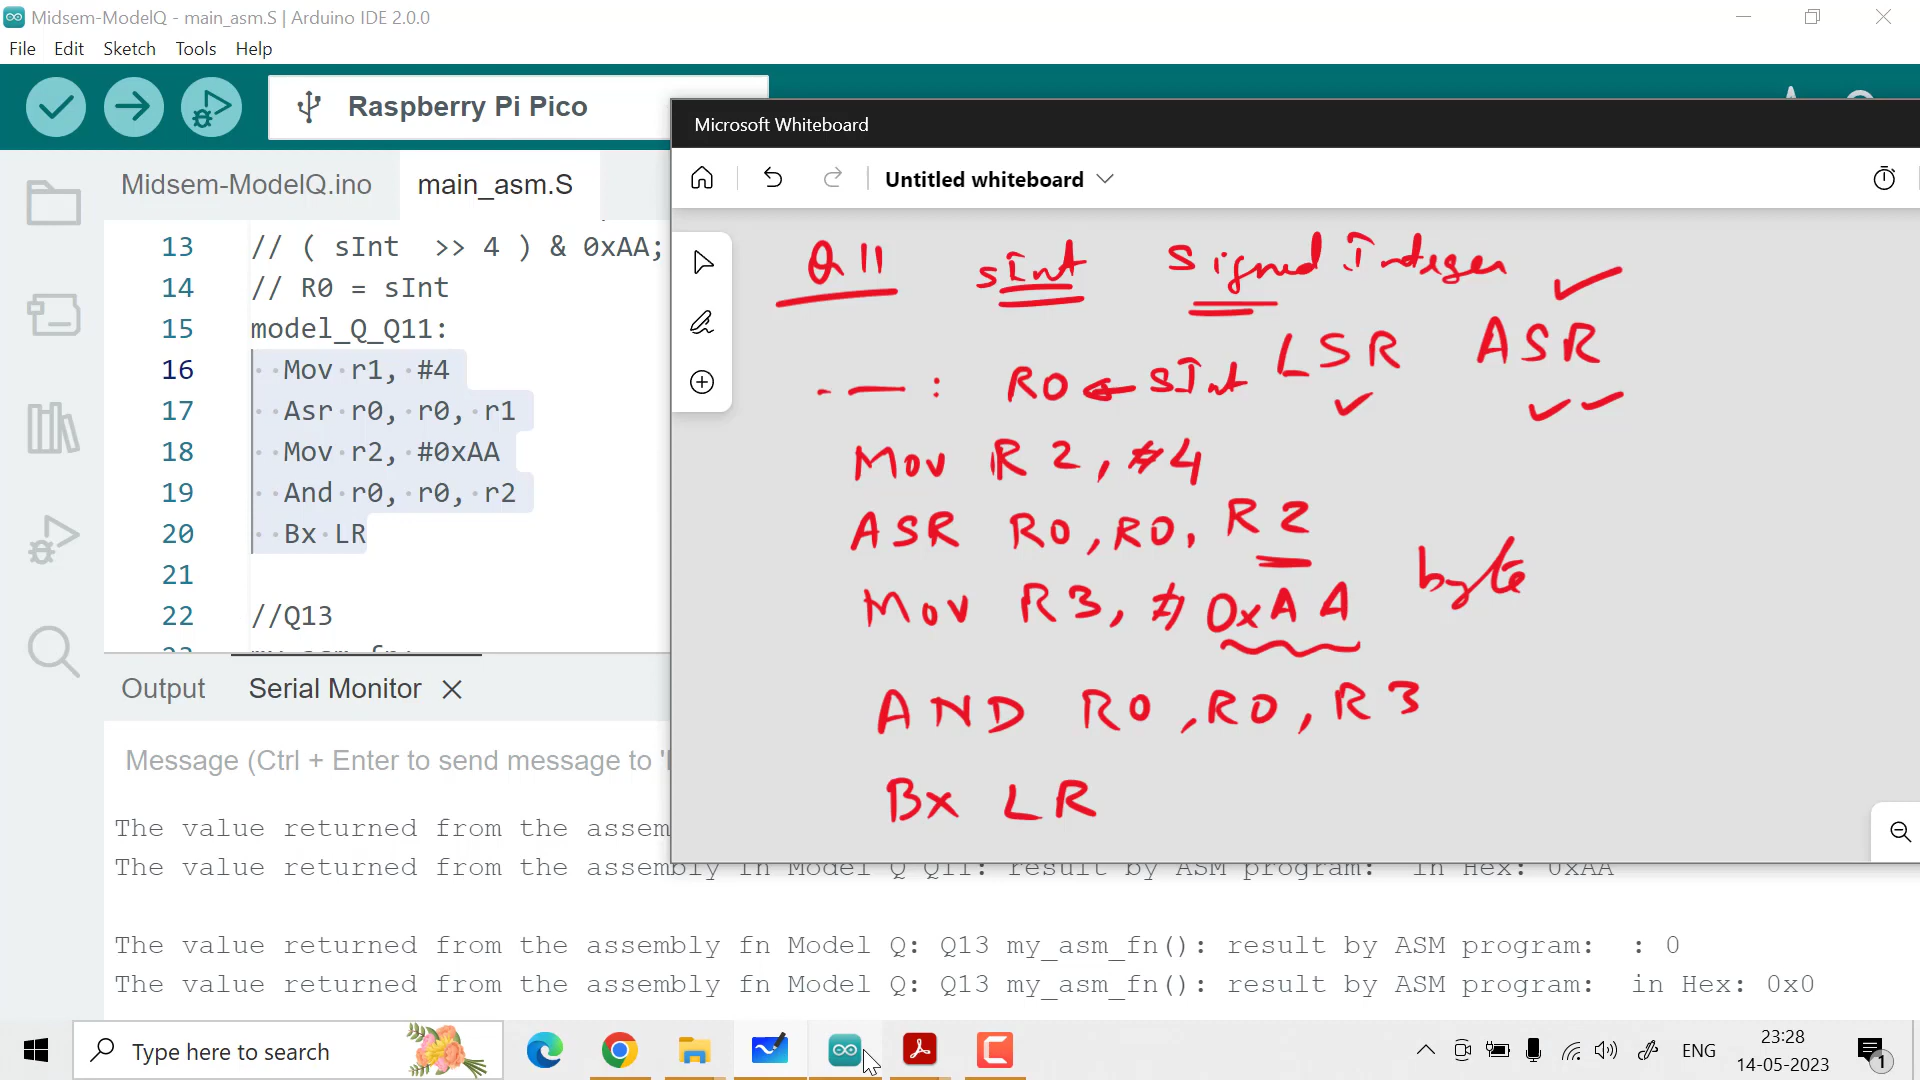 Midsem-ModelQ - main_asm.S | Arduino IDE 2.0.0
File Edit Sketch Tools Help
Raspberry Pi Pico
Midsem-ModelQ.ino main_asm.S
13 // ( sInt >> 4 ) & 0xAA;
14 // R0 = sInt
15 model_Q_Q11:
16 Mov r1, #4
17 Asr r0, r0, r1
18 Mov r2, #0xAA
19 And r0, r0, r2
20 Bx LR
21
22 //Q13
Output Serial Monitor
Message (Ctrl + Enter to send message to
The value returned from the assem
The value returned from the assembly fn Model Q Q11: result by ASM program: in Hex: 0xAA
The value returned from the assembly fn Model Q: Q13 my_asm_fn(): result by ASM program: : 0
The value returned from the assembly fn Model Q: Q13 my_asm_fn(): result by ASM program: in Hex: 0x0
Microsoft Whiteboard
Untitled whiteboard
Q11 sInt Signed Integer
LSR ASR
: R0 ← sInt
Mov R2, #4
ASR R0, R0, R2
Mov R3, # 0xAA byte
AND R0, R0, R3
Bx LR
Type here to search
ENG
23:28
14-05-2023
1